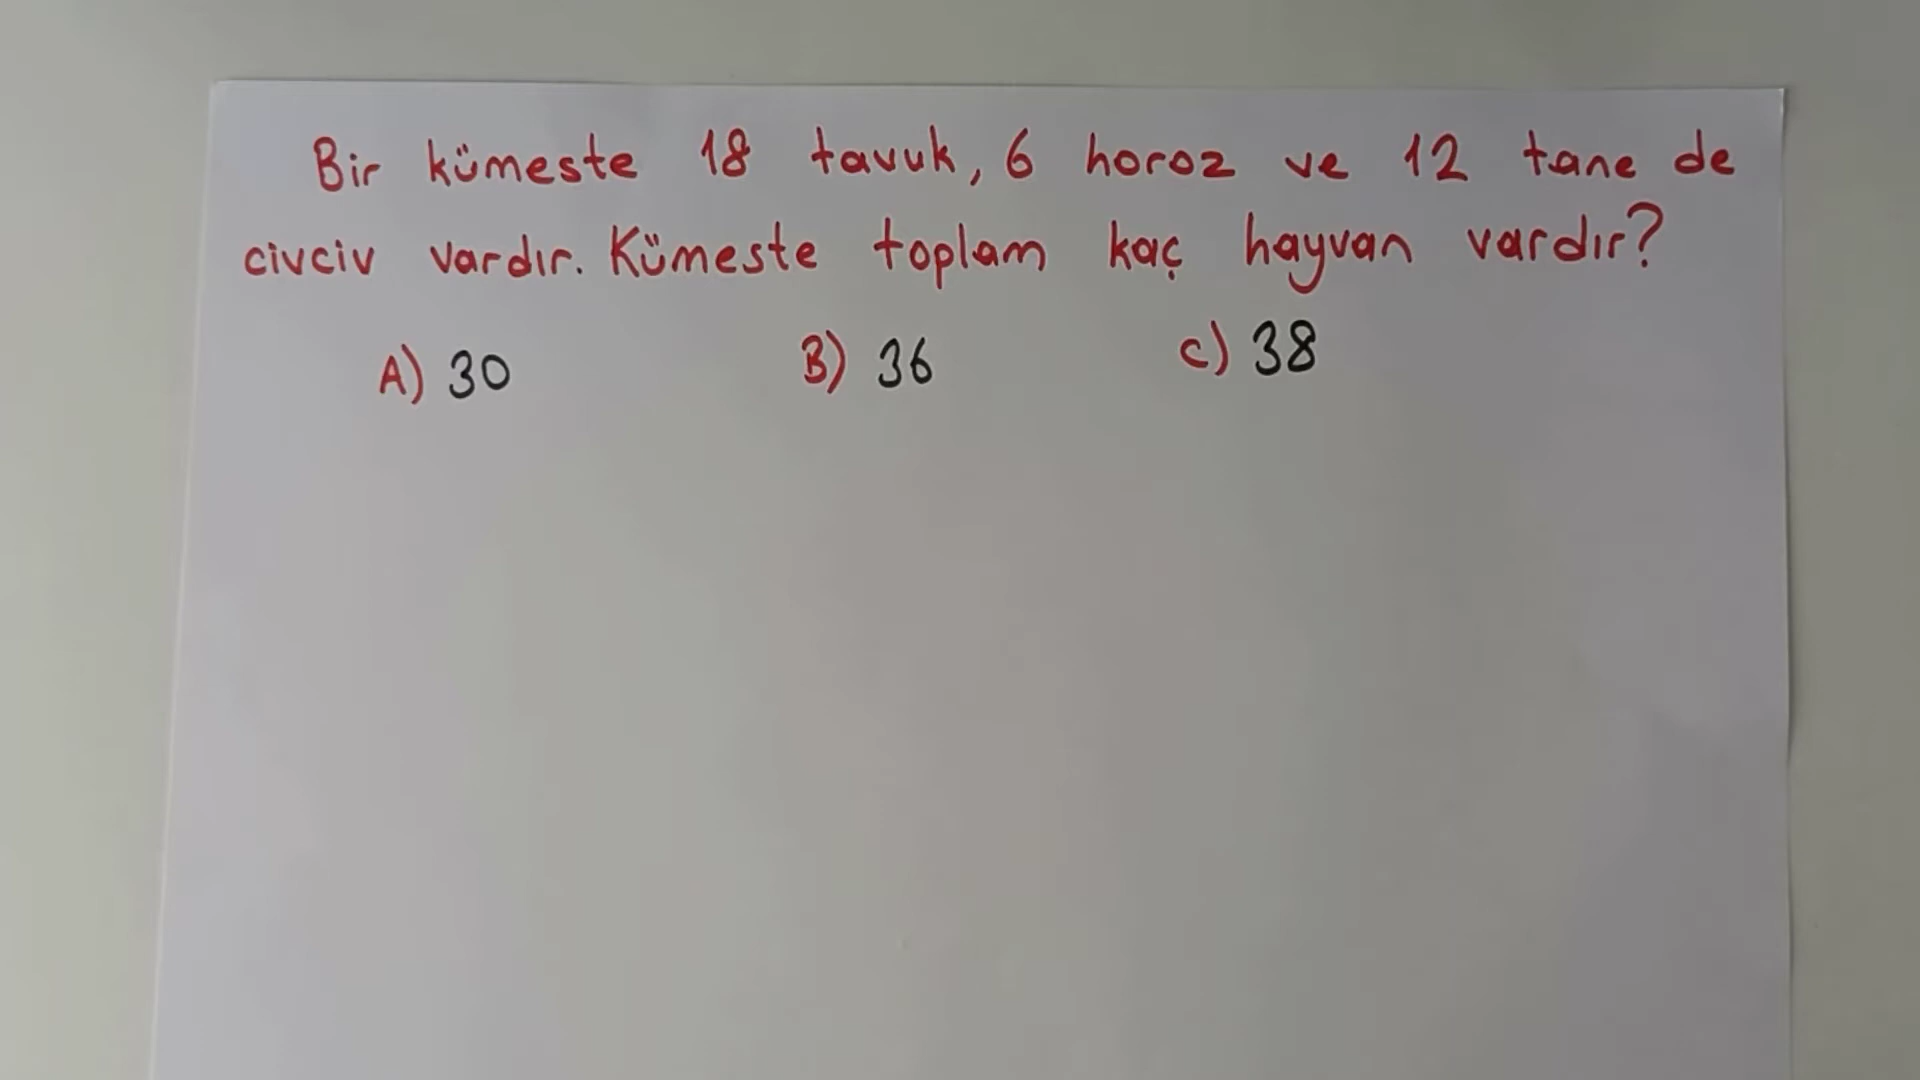 Bir kümeste 18 tavuk, 6 horoz ve 12 tane de
civciv vardır. Kümeste toplam kaç hayvan vardır?
A) 30 B) 36 C) 38